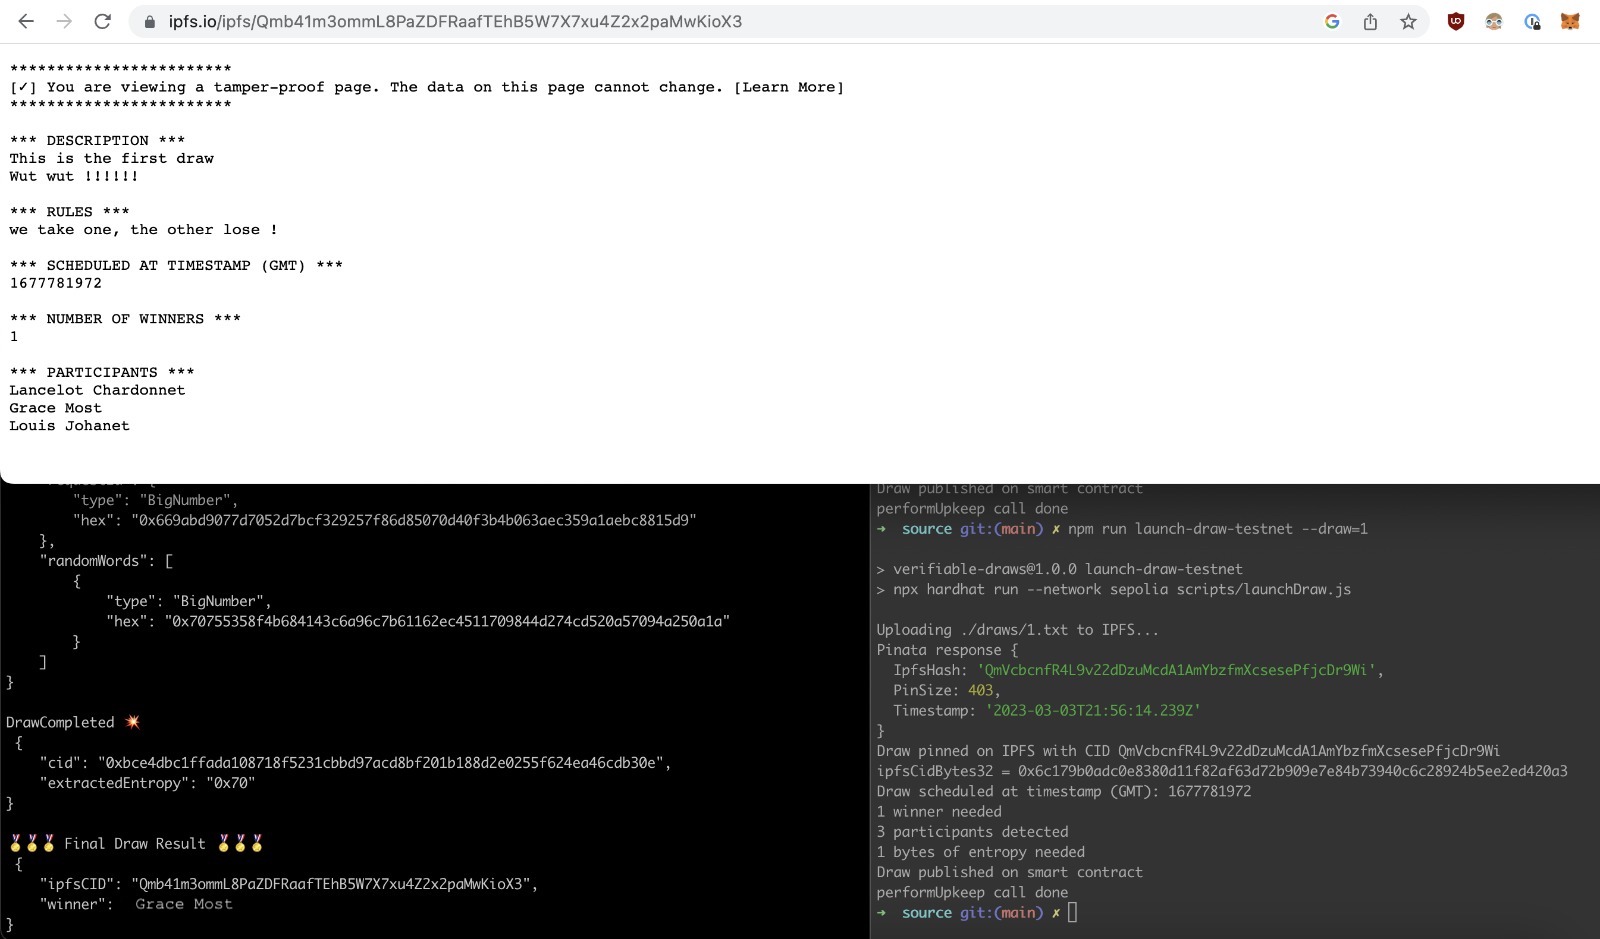 ipfs.io/ipfs/Qmb41m3ommL8PaZDFRaafTEhB5W7X7xu4Z2x2paMwKioX3
************************
[✓] You are viewing a tamper-proof page. The data on this page cannot change. [Learn More]
************************
*** DESCRIPTION ***
This is the first draw
Wut wut !!!!!!
*** RULES ***
we take one, the other lose !
*** SCHEDULED AT TIMESTAMP (GMT) ***
1677781972
*** NUMBER OF WINNERS ***
1
*** PARTICIPANTS ***
Lancelot Chardonnet
Grace Most
Louis Johanet
"type": "BigNumber",
"hex": "0x669abd9077d7052d7bcf329257f86d85070d40f3b4b063aec359a1aebc8815d9"
},
"randomWords": [
{
"type": "BigNumber",
"hex": "0x70755358f4b684143c6a96c7b61162ec4511709844d274cd520a57094a250a1a"
}
]
}
DrawCompleted 💥
{
"cid": "0xbce4dbc1ffada108718f5231cbbd97acd8bf201b188d2e0255f624ea46cdb30e",
"extractedEntropy": "0x70"
}
🏅🏅🏅 Final Draw Result 🏅🏅🏅
{
"ipfsCID": "Qmb41m3ommL8PaZDFRaafTEhB5W7X7xu4Z2x2paMwKioX3",
"winner": Grace Most
}
Draw published on smart contract
performUpkeep call done
→ source git:(main) ✗ npm run launch-draw-testnet --draw=1
> verifiable-draws@1.0.0 launch-draw-testnet
> npx hardhat run --network sepolia scripts/launchDraw.js
Uploading ./draws/1.txt to IPFS...
Pinata response {
IpfsHash: 'QmVcbcnfR4L9v22dDzuMcdA1AmYbzfmXcsesePfjcDr9Wi',
PinSize: 403,
Timestamp: '2023-03-03T21:56:14.239Z'
}
Draw pinned on IPFS with CID QmVcbcnfR4L9v22dDzuMcdA1AmYbzfmXcsesePfjcDr9Wi
ipfsCidBytes32 = 0x6c179b0adc0e8380d11f82af63d72b909e7e84b73940c6c28924b5ee2ed420a3
Draw scheduled at timestamp (GMT): 1677781972
1 winner needed
3 participants detected
1 bytes of entropy needed
Draw published on smart contract
performUpkeep call done
→ source git:(main) ✗